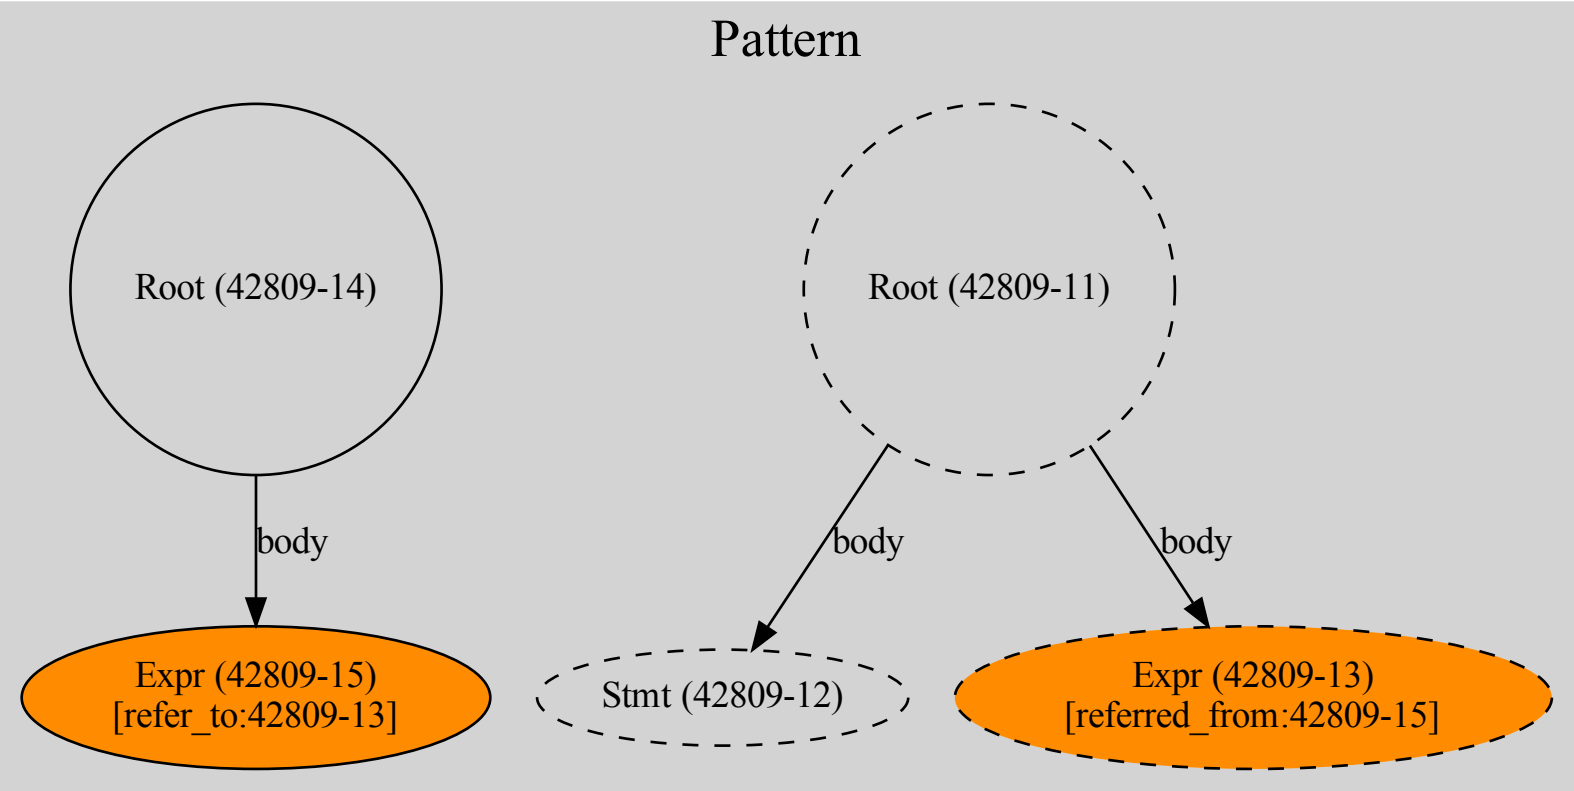 Pattern
Root (42809-14)
Root (42809-11)
body
body
body
Expr (42809-15)
[refer_to:42809-13]
Stmt (42809-12)
Expr (42809-13)
[referred_from:42809-15]